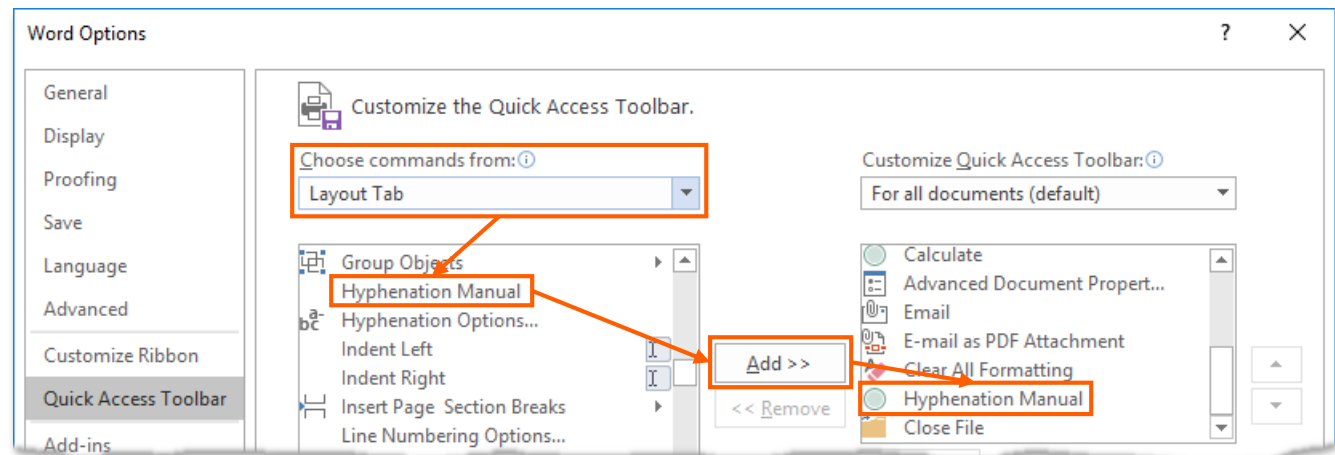 Word Options
?
General
Display
Proofing
Save
Language
Advanced
Customize Ribbon
Quick Access Toolbar
Add-ins
Customize the Quick Access Toolbar.
Choose commands from:
Layout Tab
Group Objects
Hyphenation Manual
Hyphenation Options...
Indent Left
Indent Right
Insert Page Section Breaks
Line Numbering Options...
Add >>
<< Remove
Customize Quick Access Toolbar:
For all documents (default)
Calculate
Advanced Document Propert...
Email
E-mail as PDF Attachment
Clear All Formatting
Hyphenation Manual
Close File